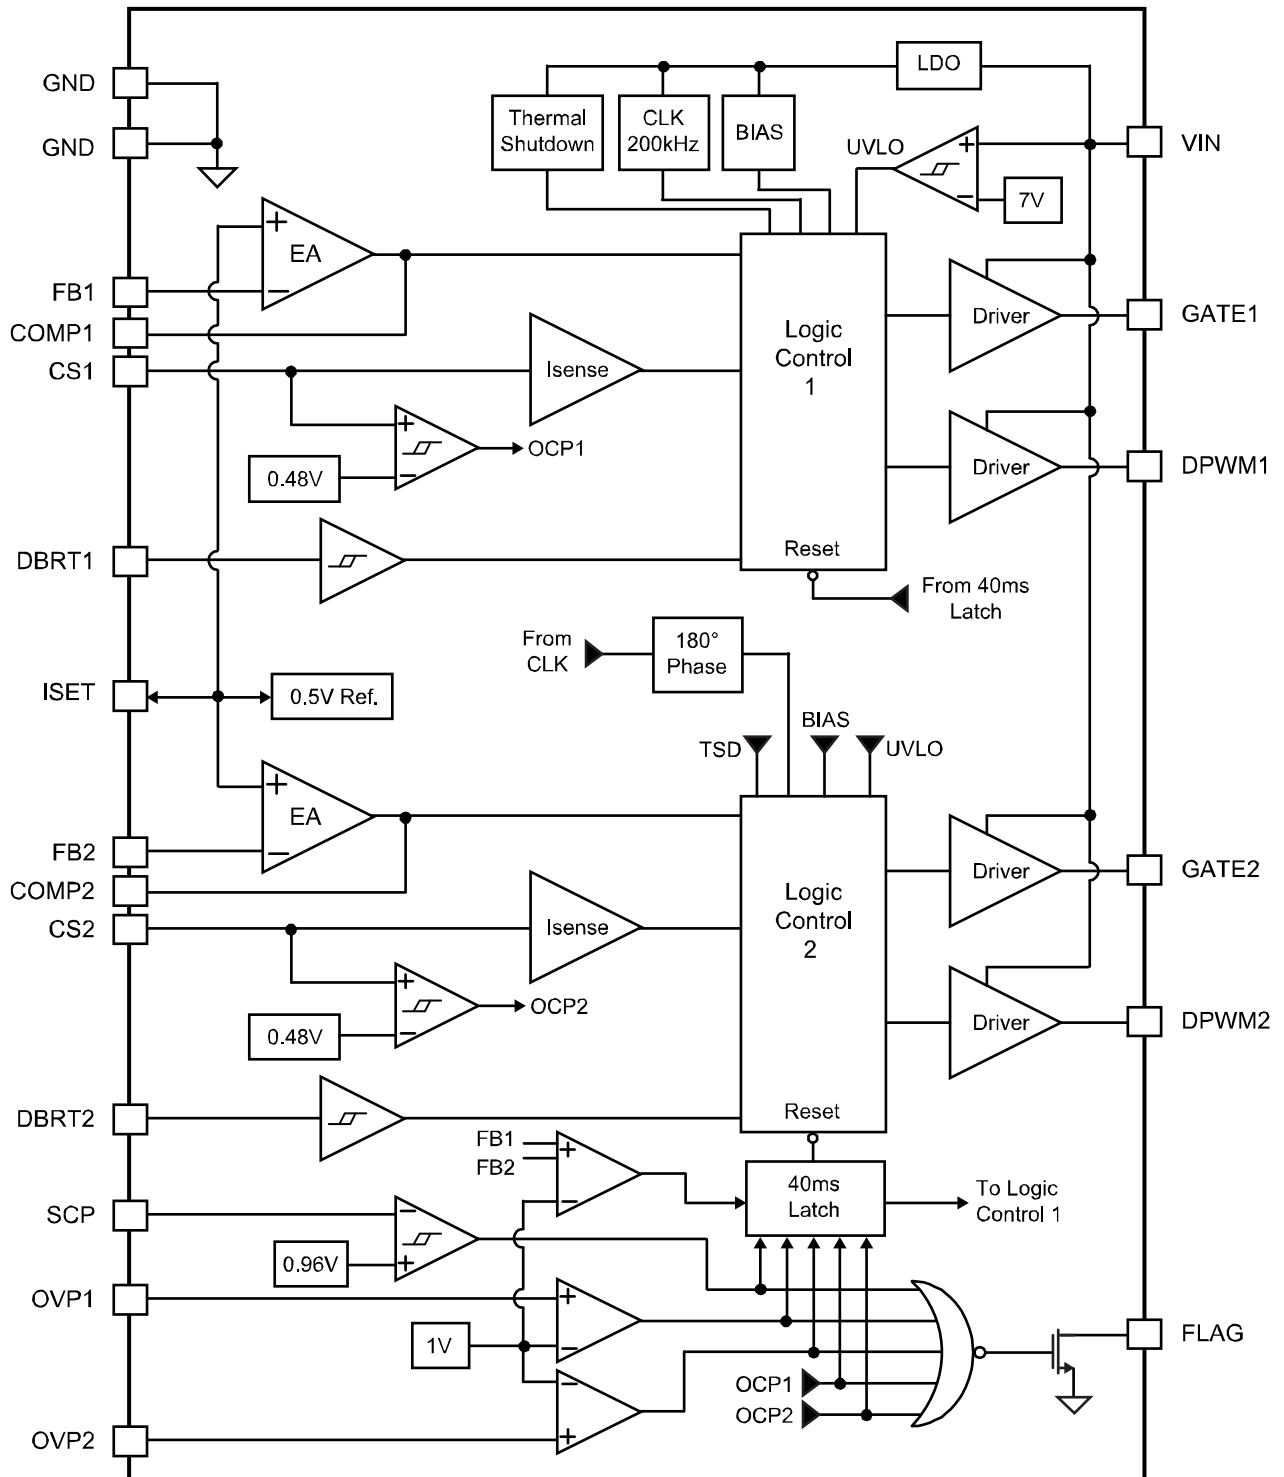 LDO
GND
Thermal
Shutdown
CLK
200kHz
BIAS
UVLO
+
VIN
GND
−
7V
+
EA
FB1
−
Driver
GATE1
COMP1
Logic
Control
1
CS1
Isense
+
OCP1
0.48V
−
Driver
DPWM1
Reset
DBRT1
From 40ms
Latch
From
CLK
180°
Phase
ISET
0.5V Ref.
BIAS
TSD
UVLO
+
EA
FB2
−
Driver
GATE2
COMP2
Logic
Control
2
CS2
Isense
+
OCP2
0.48V
−
Driver
DPWM2
Reset
DBRT2
FB1
+
FB2
40ms
Latch
To Logic
Control 1
SCP
−
−
0.96V
+
OVP1
+
1V
−
FLAG
−
OCP1
OCP2
OVP2
+